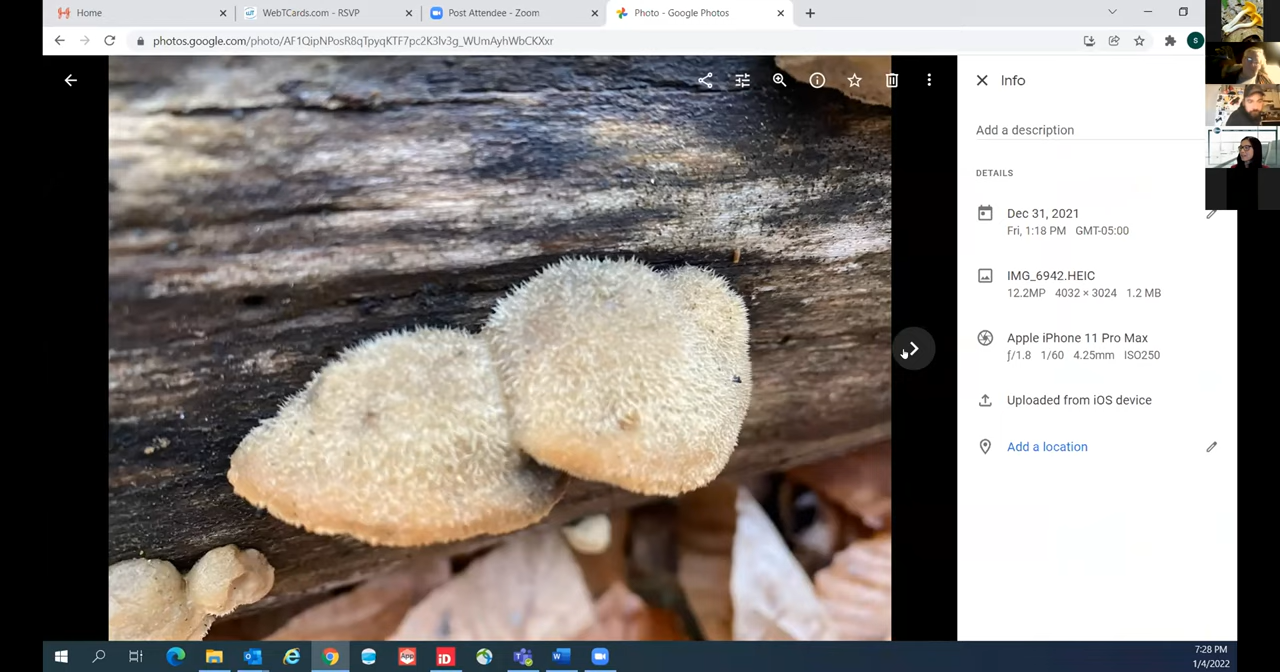 Home
WebTCards.com - RSVP
Post Attendee - Zoom
Photo - Google Photos
photos.google.com/photo/AF1QipNPosR8qTpyqKTF7pc2K3lv3g_WUmAyhWbCKXxr
S
Info
Add a description
DETAILS
Dec 31, 2021
Fri, 1:18 PM GMT-05:00
IMG_6942.HEIC
12.2MP 4032 × 3024 1.2 MB
Apple iPhone 11 Pro Max
ƒ/1.8 1/60 4.25mm ISO250
Uploaded from iOS device
Add a location
App
iD
7:28 PM
1/4/2022